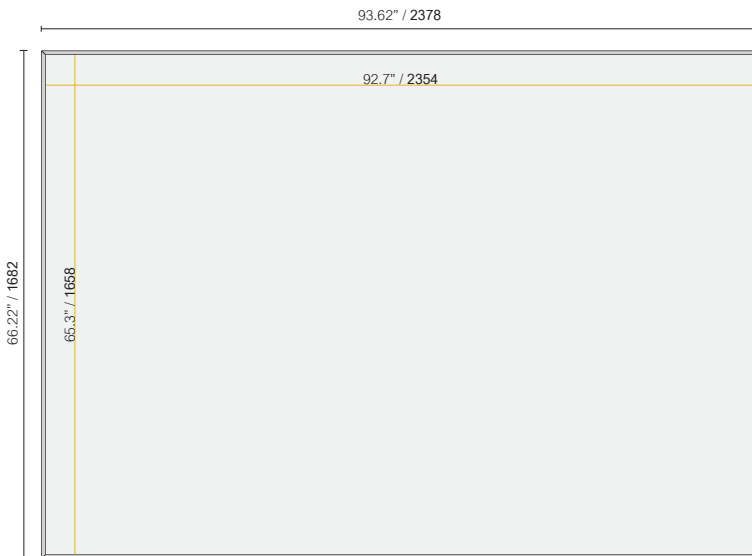 93.62” / 2378
92.7” / 2354
66.22” / 1682
65.3” / 1658